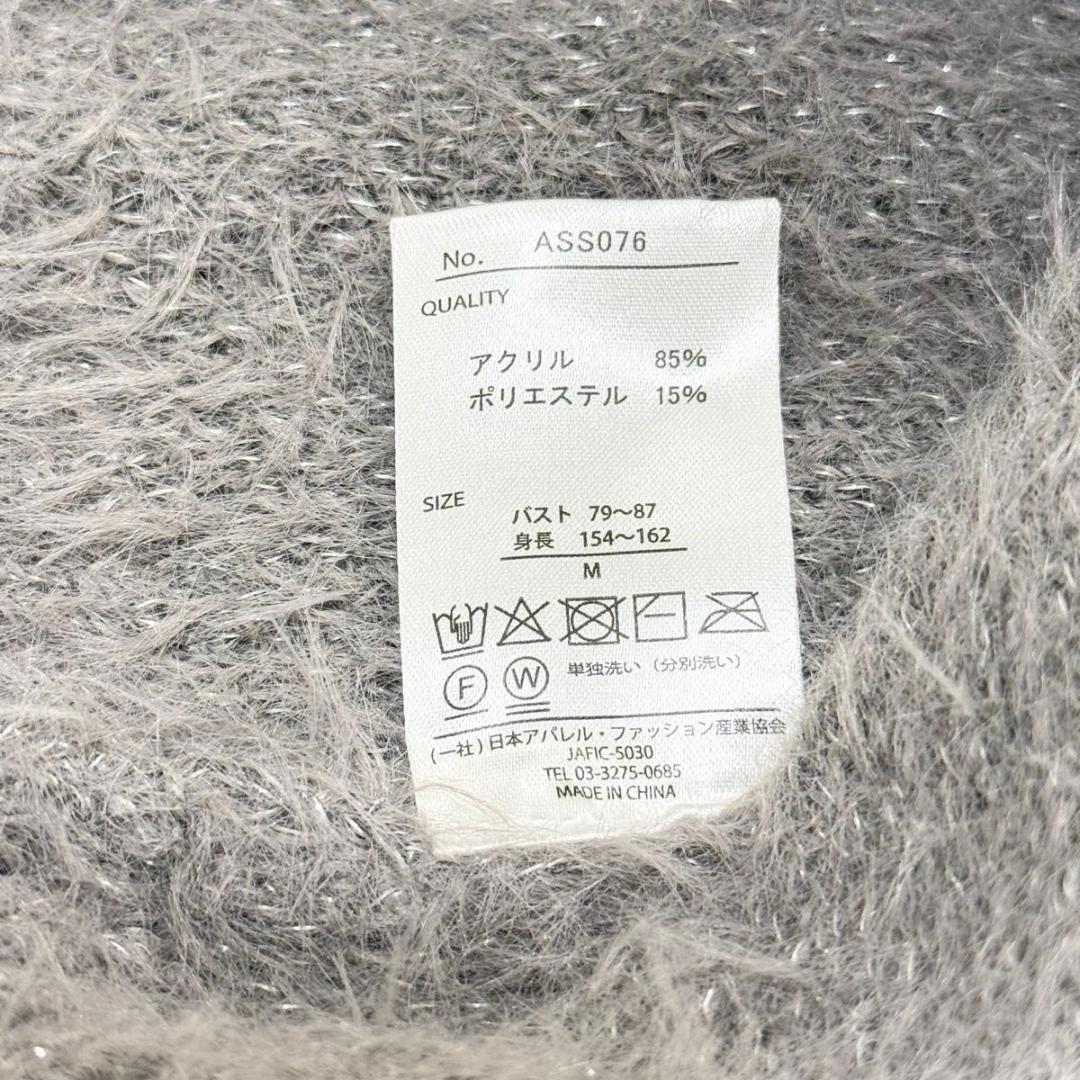 No. ASS076
QUALITY
アクリル 85%
ポリエステル 15%
SIZE
バスト 79～87
身長 154～162
M
F W 単独洗い（分別洗い）
(一社)日本アパレル・ファッション産業協会
JAFIC-5030
TEL 03-3275-0685
MADE IN CHINA